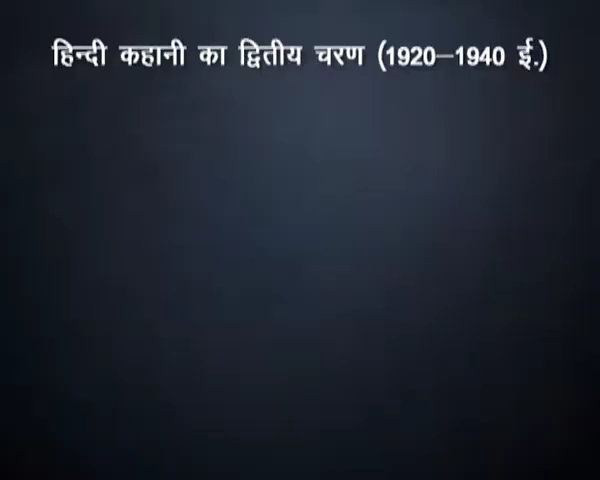 हिन्दी कहानी का द्वितीय चरण (1920–1940 ई.)